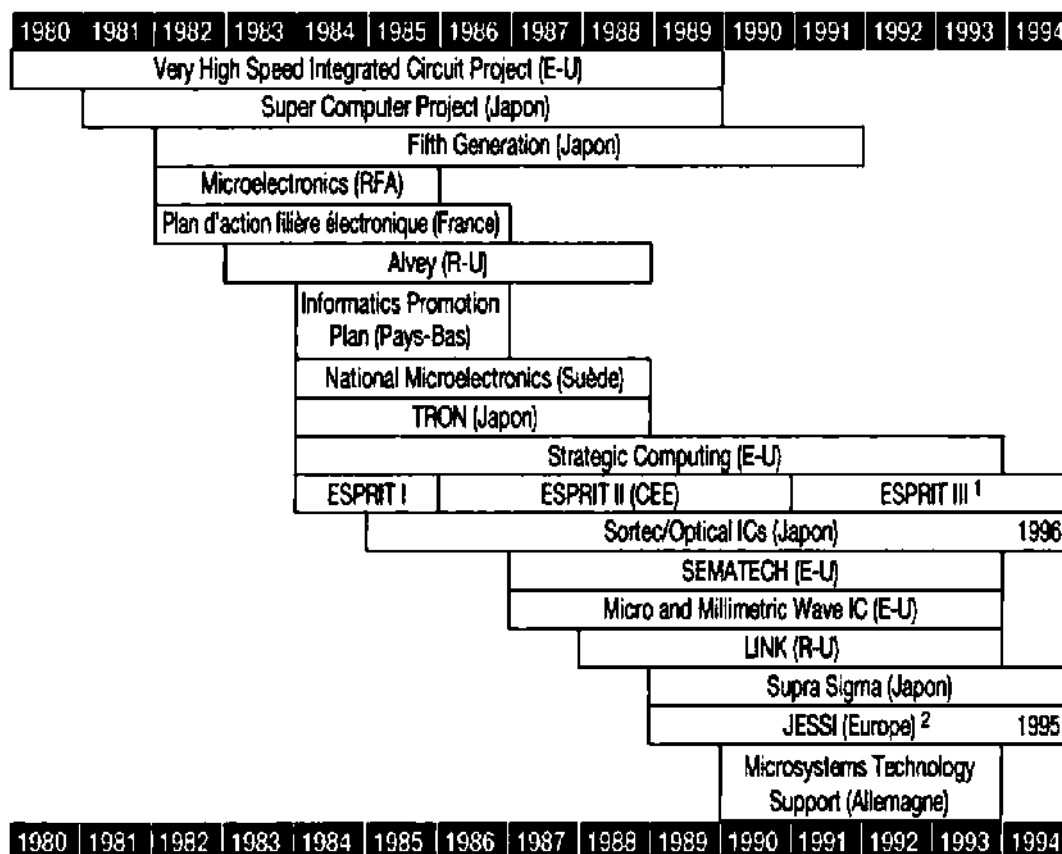 1980 1981 1982 1983 1984 1985 1986 1987 1988 1989 1990 1991 1992 1993 1994
Very High Speed Integrated Circuit Project (E-U)
Super Computer Project (Japon)
Fifth Generation (Japon)
Microelectronics (RFA)
Plan d'action filière électronique (France)
Alvey (R-U)
Informatics Promotion
Plan (Pays-Bas)
National Microelectronics (Suède)
TRON (Japon)
Strategic Computing (E-U)
ESPRIT I ESPRIT II (CEE) ESPRIT III 1
Sortec/Optical ICs (Japon) 1996
SEMATECH (E-U)
Micro and Millimetric Wave IC (E-U)
LINK (R-U)
Supra Sigma (Japon)
JESSI (Europe) 2 1995
Microsystems Technology
Support (Allemagne)
1980 1981 1982 1983 1984 1985 1986 1987 1988 1989 1990 1991 1992 1993 1994